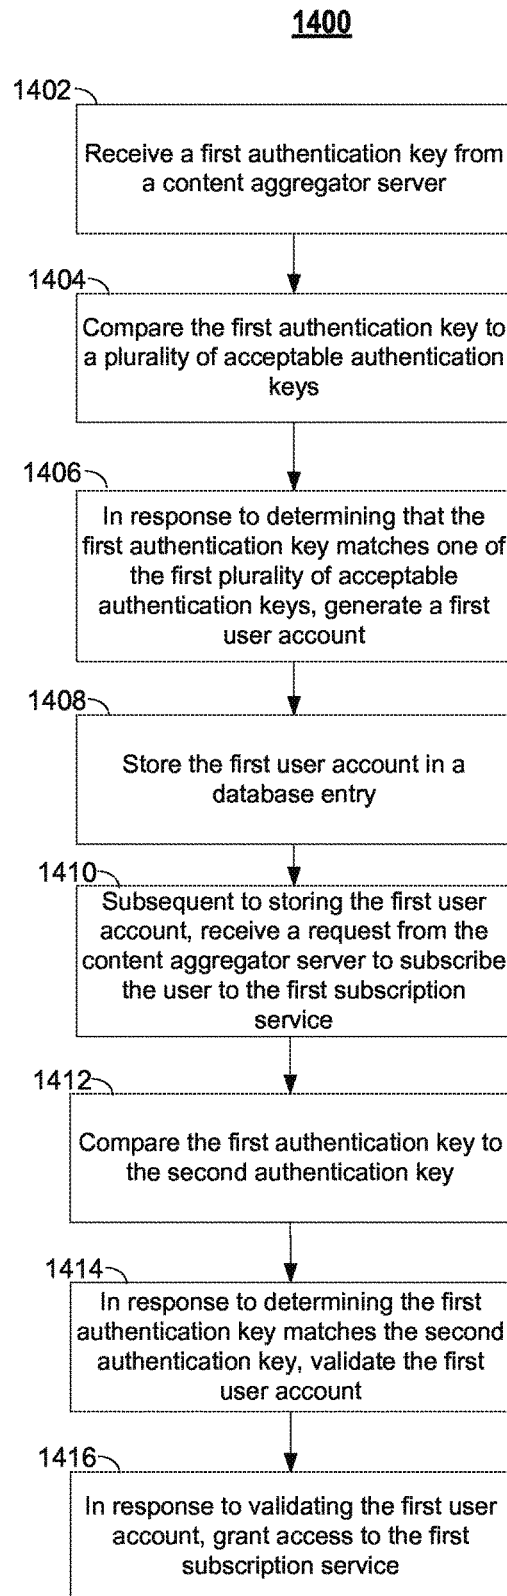 1400
1402
Receive a first authentication key from
a content aggregator server
1404
Compare the first authentication key to
a plurality of acceptable authentication
keys
1406
In response to determining that the
first authentication key matches one of
the first plurality of acceptable
authentication keys, generate a first
user account
1408
Store the first user account in a
database entry
1410
Subsequent to storing the first user
account, receive a request from the
content aggregator server to subscribe
the user to the first subscription
service
1412
Compare the first authentication key to
the second authentication key
1414
In response to determining the first
authentication key matches the second
authentication key, validate the first
user account
1416
In response to validating the first user
account, grant access to the first
subscription service